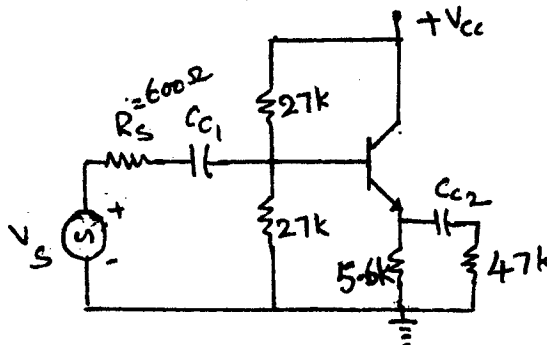 +Vcc
=600Ω
Rs
Cc1
27k
Cc2
Vs
+
S
-
27k
5.6k
47k